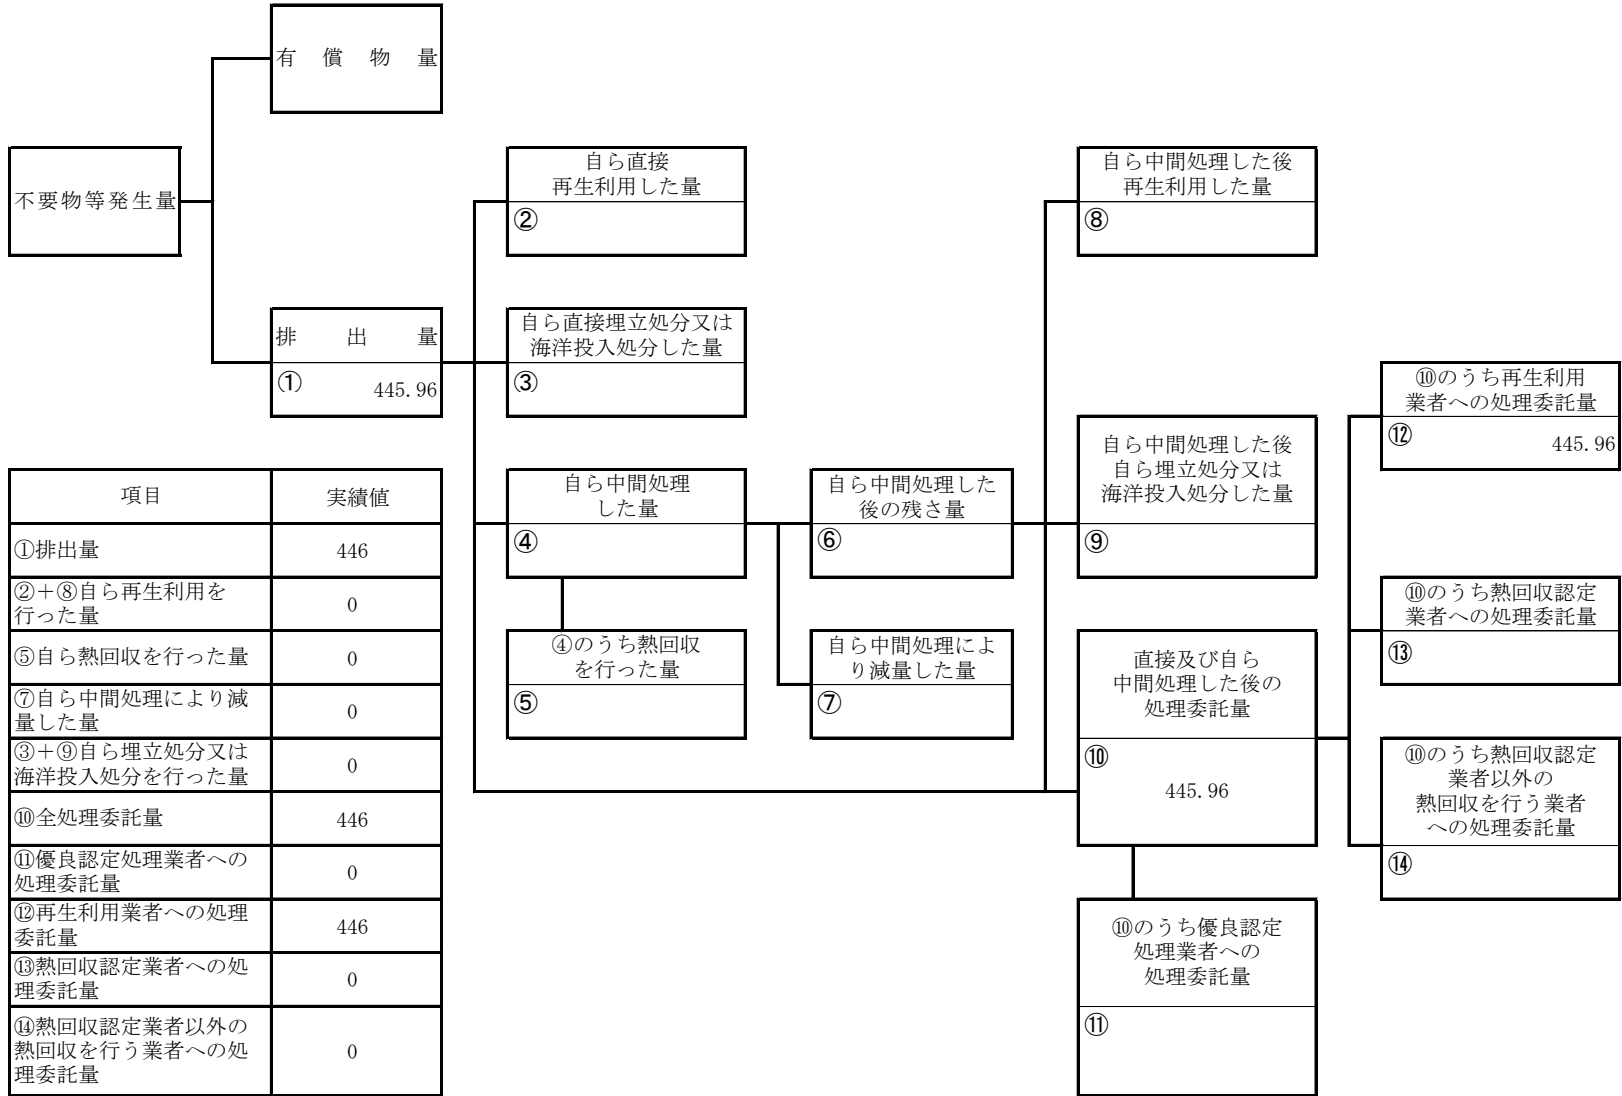 有償物量
不要物等発生量
自ら直接
再生利用した量
②
自ら中間処理した後
再生利用した量
⑧
排出量
① 445.96
自ら直接埋立処分又は
海洋投入処分した量
③
⑩のうち再生利用
業者への処理委託量
⑫ 445.96
自ら中間処理した後
自ら埋立処分又は
海洋投入処分した量
⑨
自ら中間処理
した量
④
自ら中間処理した
後の残さ量
⑥
⑩のうち熱回収認定
業者への処理委託量
⑬
④のうち熱回収
を行った量
⑤
自ら中間処理によ
り減量した量
⑦
直接及び自ら
中間処理した後の
処理委託量
⑩
445.96
⑩のうち熱回収認定
業者以外の
熱回収を行う業者
への処理委託量
⑭
⑩のうち優良認定
処理業者への
処理委託量
⑪
項目 実績値
①排出量 446
②+⑧自ら再生利用を
行った量 0
⑤自ら熱回収を行った量 0
⑦自ら中間処理により減
量した量 0
③+⑨自ら埋立処分又は
海洋投入処分を行った量 0
⑩全処理委託量 446
⑪優良認定処理業者への
処理委託量 0
⑫再生利用業者への処理
委託量 446
⑬熱回収認定業者への処
理委託量 0
⑭熱回収認定業者以外の
熱回収を行う業者への処
理委託量 0